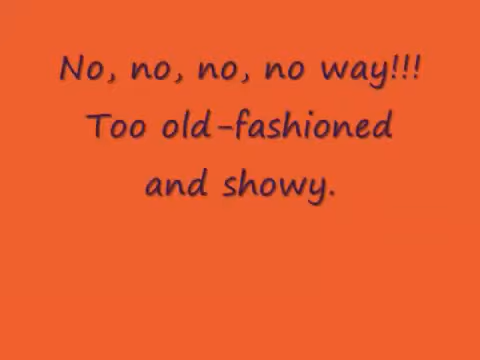 No, no, no, no way!!!
Too old-fashioned
and showy.